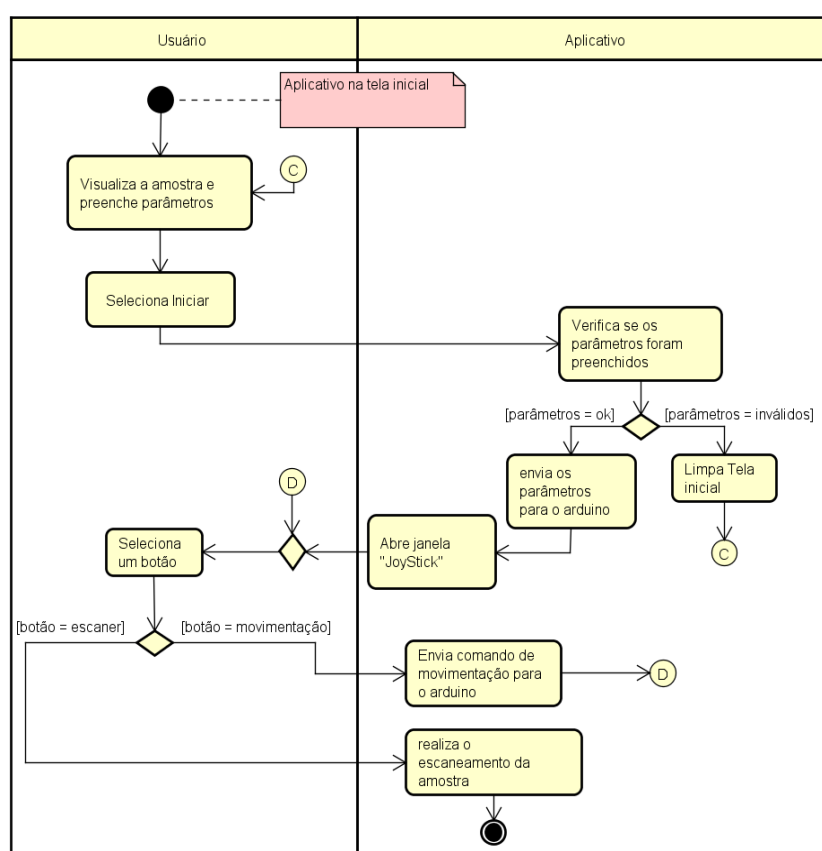 Usuário
Aplicativo
Aplicativo na tela inicial
C
Visualiza a amostra e
preenche parâmetros
Seleciona Iniciar
Verifica se os
parâmetros foram
preenchidos
[parâmetros = ok]
[parâmetros = inválidos]
envia os
parâmetros
para o arduino
Limpa Tela
inicial
D
C
Seleciona
um botão
Abre janela
"JoyStick"
[botão = escaner]
[botão = movimentação]
Envia comando de
movimentação para
o arduino
D
realiza o
escaneamento da
amostra